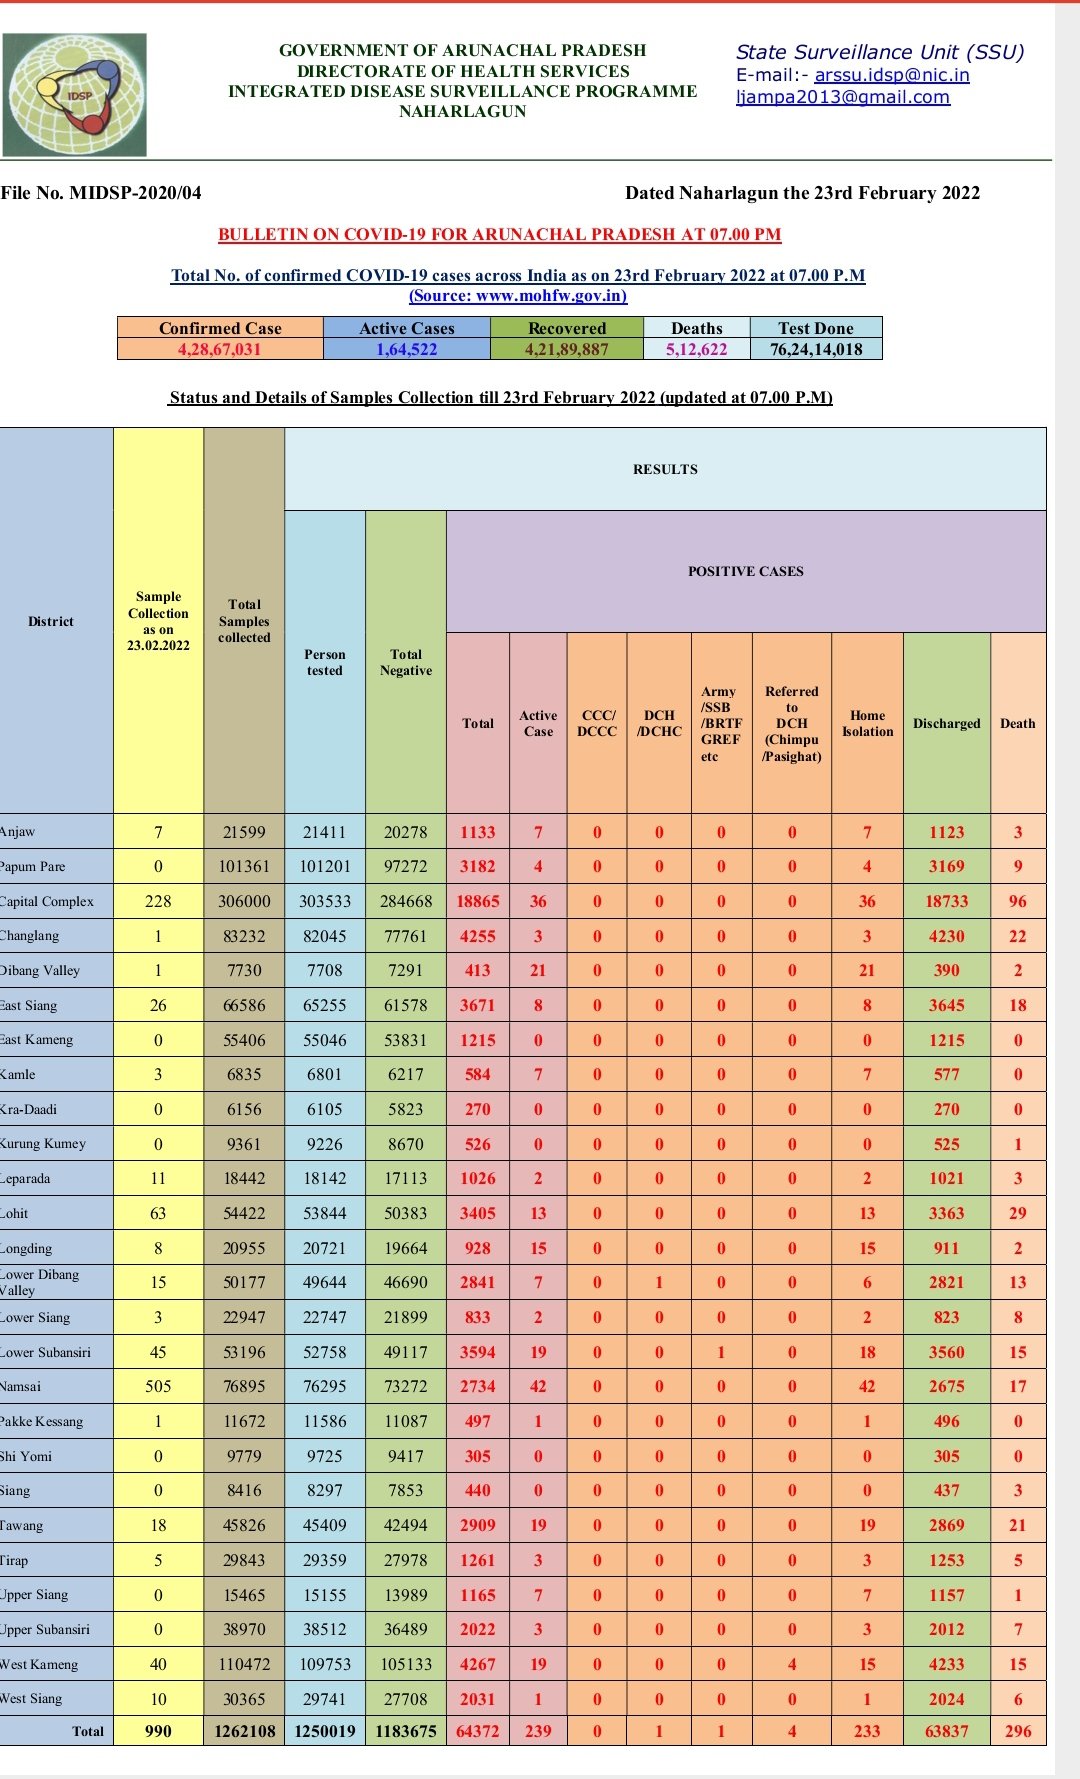 IDSP
GOVERNMENT OF ARUNACHAL PRADESH
DIRECTORATE OF HEALTH SERVICES
INTEGRATED DISEASE SURVEILLANCE PROGRAMME
NAHARLAGUN
State Surveillance Unit (SSU)
E-mail:- arssu.idsp@nic.in
ljampa2013@gmail.com
File No. MIDSP-2020/04 Dated Naharlagun the 23rd February 2022
BULLETIN ON COVID-19 FOR ARUNACHAL PRADESH AT 07.00 PM
Total No. of confirmed COVID-19 cases across India as on 23rd February 2022 at 07.00 P.M
(Source: www.mohfw.gov.in)
Confirmed Case Active Cases Recovered Deaths Test Done
4,28,67,031 1,64,522 4,21,89,887 5,12,622 76,24,14,018
Status and Details of Samples Collection till 23rd February 2022 (updated at 07.00 P.M)
District
Sample
Collection
as on
23.02.2022
Total
Samples
collected
RESULTS
Person
tested
Total
Negative
POSITIVE CASES
Total
Active
Case
CCC/
DCCC
DCH
/DCHC
Army
/SSB
/BRTF
GREF
etc
Referred
to
DCH
(Chimpu
/Pasighat)
Home
Isolation
Discharged
Death
Anjaw 7 21599 21411 20278 1133 7 0 0 0 0 7 1123 3
Papum Pare 0 101361 101201 97272 3182 4 0 0 0 0 4 3169 9
Capital Complex 228 306000 303533 284668 18865 36 0 0 0 0 36 18733 96
Changlang 1 83232 82045 77761 4255 3 0 0 0 0 3 4230 22
Dibang Valley 1 7730 7708 7291 413 21 0 0 0 0 21 390 2
East Siang 26 66586 65255 61578 3671 8 0 0 0 0 8 3645 18
East Kameng 0 55406 55046 53831 1215 0 0 0 0 0 0 1215 0
Kamle 3 6835 6801 6217 584 7 0 0 0 0 7 577 0
Kra-Daadi 0 6156 6105 5823 270 0 0 0 0 0 0 270 0
Kurung Kumey 0 9361 9226 8670 526 0 0 0 0 0 0 525 1
Leparada 11 18442 18142 17113 1026 2 0 0 0 0 2 1021 3
Lohit 63 54422 53844 50383 3405 13 0 0 0 0 13 3363 29
Longding 8 20955 20721 19664 928 15 0 0 0 0 15 911 2
Lower Dibang
Valley 15 50177 49644 46690 2841 7 0 1 0 0 6 2821 13
Lower Siang 3 22947 22747 21899 833 2 0 0 0 0 2 823 8
Lower Subansiri 45 53196 52758 49117 3594 19 0 0 1 0 18 3560 15
Namsai 505 76895 76295 73272 2734 42 0 0 0 0 42 2675 17
Pakke Kessang 1 11672 11586 11087 497 1 0 0 0 0 1 496 0
Shi Yomi 0 9779 9725 9417 305 0 0 0 0 0 0 305 0
Siang 0 8416 8297 7853 440 0 0 0 0 0 0 437 3
Tawang 18 45826 45409 42494 2909 19 0 0 0 0 19 2869 21
Tirap 5 29843 29359 27978 1261 3 0 0 0 0 3 1253 5
Upper Siang 0 15465 15155 13989 1165 7 0 0 0 0 7 1157 1
Upper Subansiri 0 38970 38512 36489 2022 3 0 0 0 0 3 2012 7
West Kameng 40 110472 109753 105133 4267 19 0 0 0 4 15 4233 15
West Siang 10 30365 29741 27708 2031 1 0 0 0 0 1 2024 6
Total 990 1262108 1250019 1183675 64372 239 0 1 1 4 233 63837 296